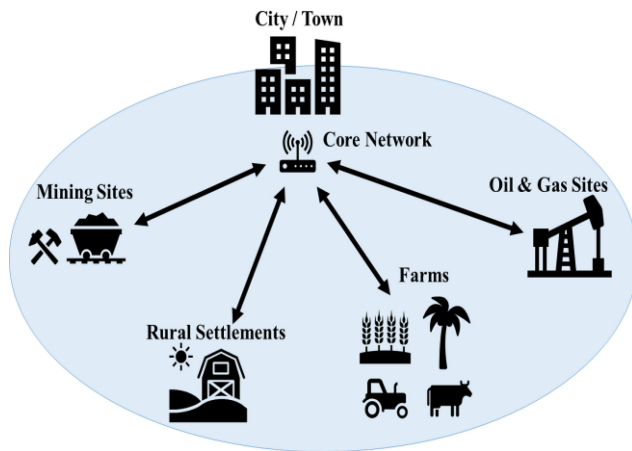 City / Town
Core Network
Mining Sites
Oil & Gas Sites
Farms
Rural Settlements